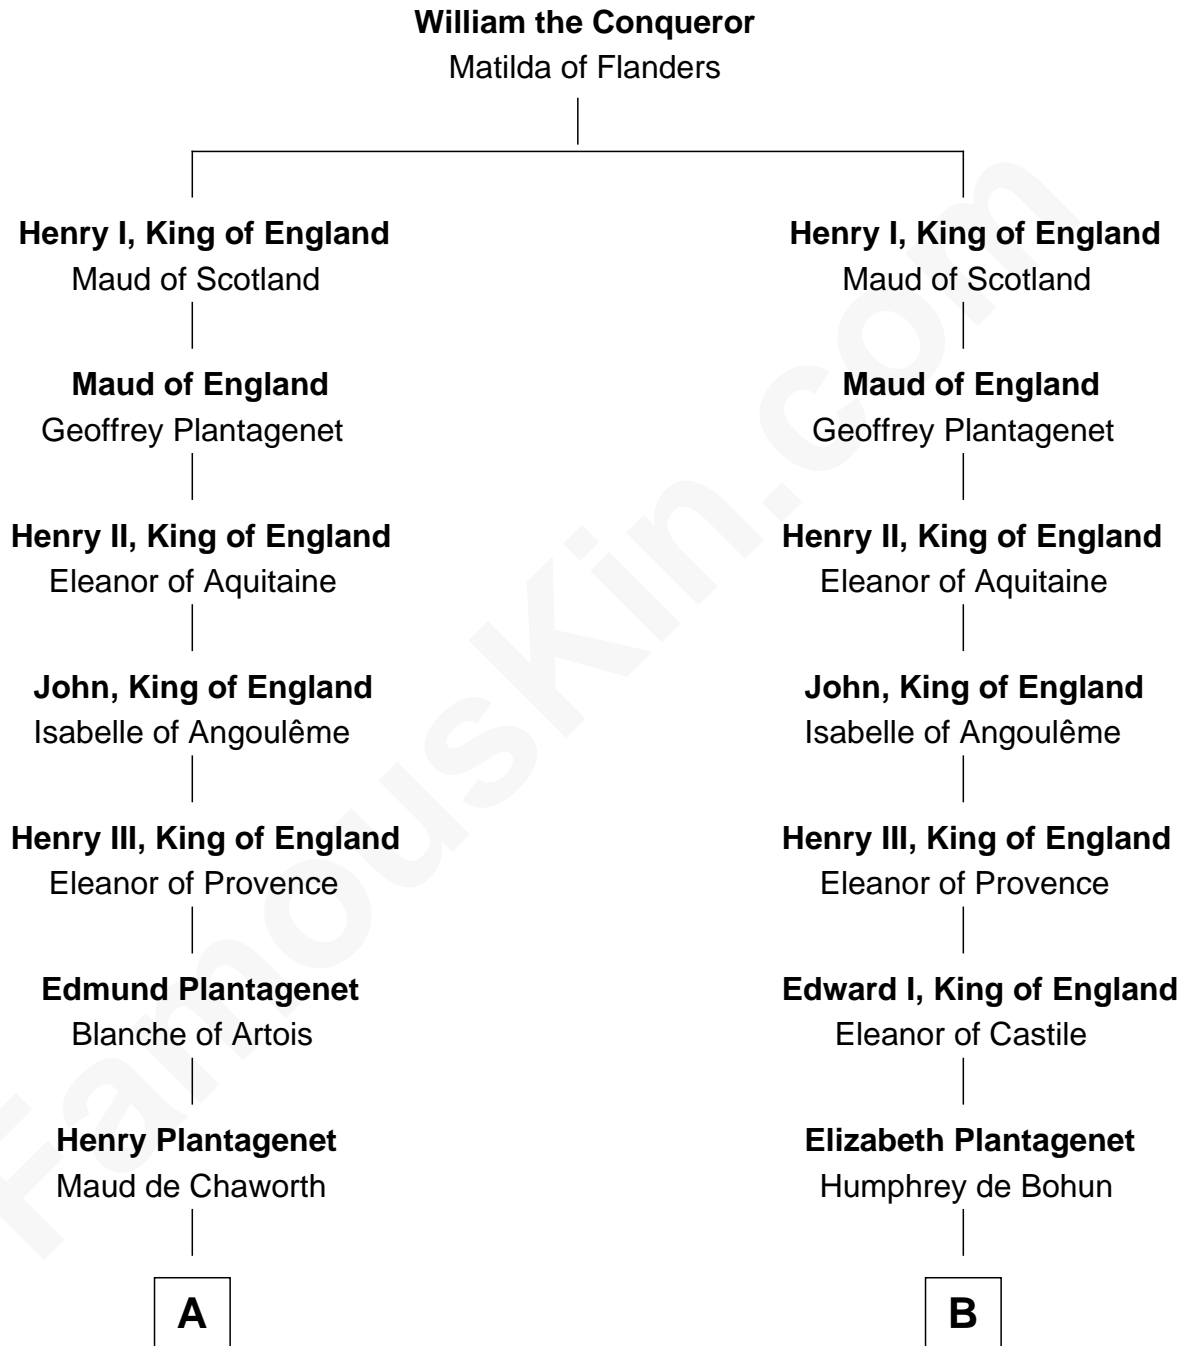 William the Conqueror
Matilda of Flanders
Henry I, King of England
Maud of Scotland
Maud of England
Geoffrey Plantagenet
Henry II, King of England
Eleanor of Aquitaine
John, King of England
Isabelle of Angoulême
Henry III, King of England
Eleanor of Provence
Edmund Plantagenet
Blanche of Artois
Henry Plantagenet
Maud de Chaworth
A
Henry I, King of England
Maud of Scotland
Maud of England
Geoffrey Plantagenet
Henry II, King of England
Eleanor of Aquitaine
John, King of England
Isabelle of Angoulême
Henry III, King of England
Eleanor of Provence
Edward I, King of England
Eleanor of Castile
Elizabeth Plantagenet
Humphrey de Bohun
B
FamousKin.com